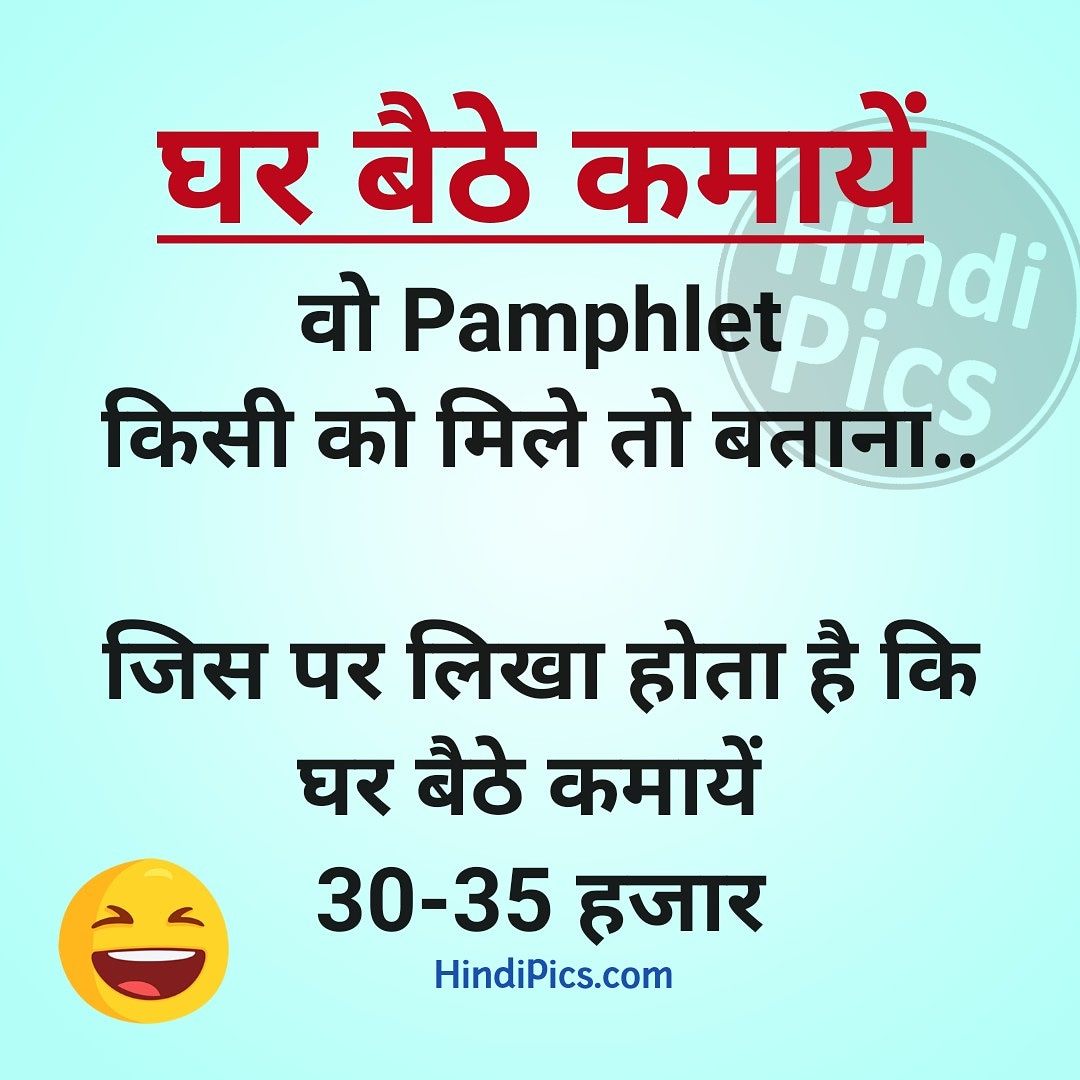 घर बैठे कमायें
Hindi
Pics
वो Pamphlet
किसी को मिले तो बताना..
जिस पर लिखा होता है कि
घर बैठे कमायें
30-35 हजार
HindiPics.com